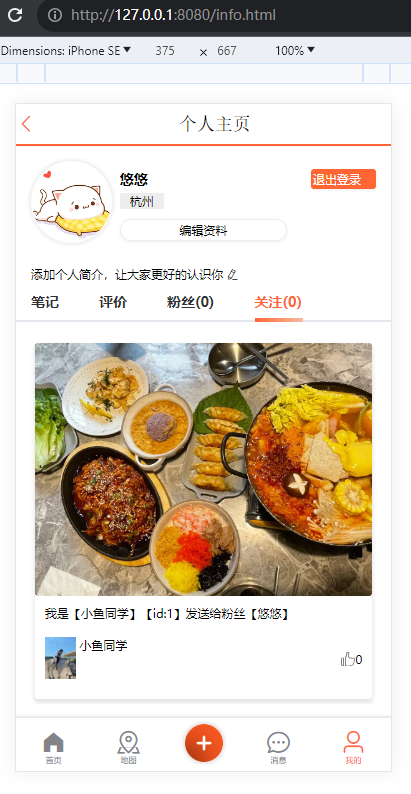 http://127.0.0.1:8080/info.html
Dimensions: iPhone SE ▼ 375 × 667 100% ▼
个人主页
悠悠
退出登录
杭州
编辑资料
添加个人简介，让大家更好的认识你
笔记 评价 粉丝(0) 关注(0)
我是【小鱼同学】【id:1】发送给粉丝【悠悠】
小鱼同学
0
首页 地图 消息 我的